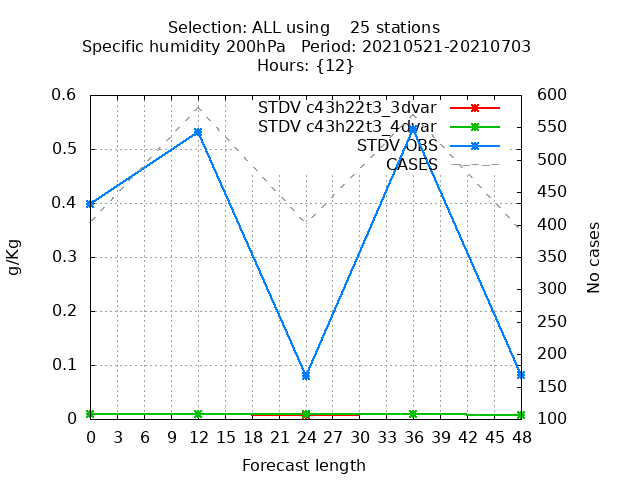 Selection: ALL using    25 stations
Specific humidity 200hPa   Period: 20210521-20210703
Hours: {12}
STDV c43h22t3_3dvar
STDV c43h22t3_4dvar
STDV OBS
CASES
0.6
0.5
0.4
0.3
0.2
0.1
0
g/Kg
600
550
500
450
400
350
300
250
200
150
100
No cases
0 3 6 9 12 15 18 21 24 27 30 33 36 39 42 45 48
Forecast length